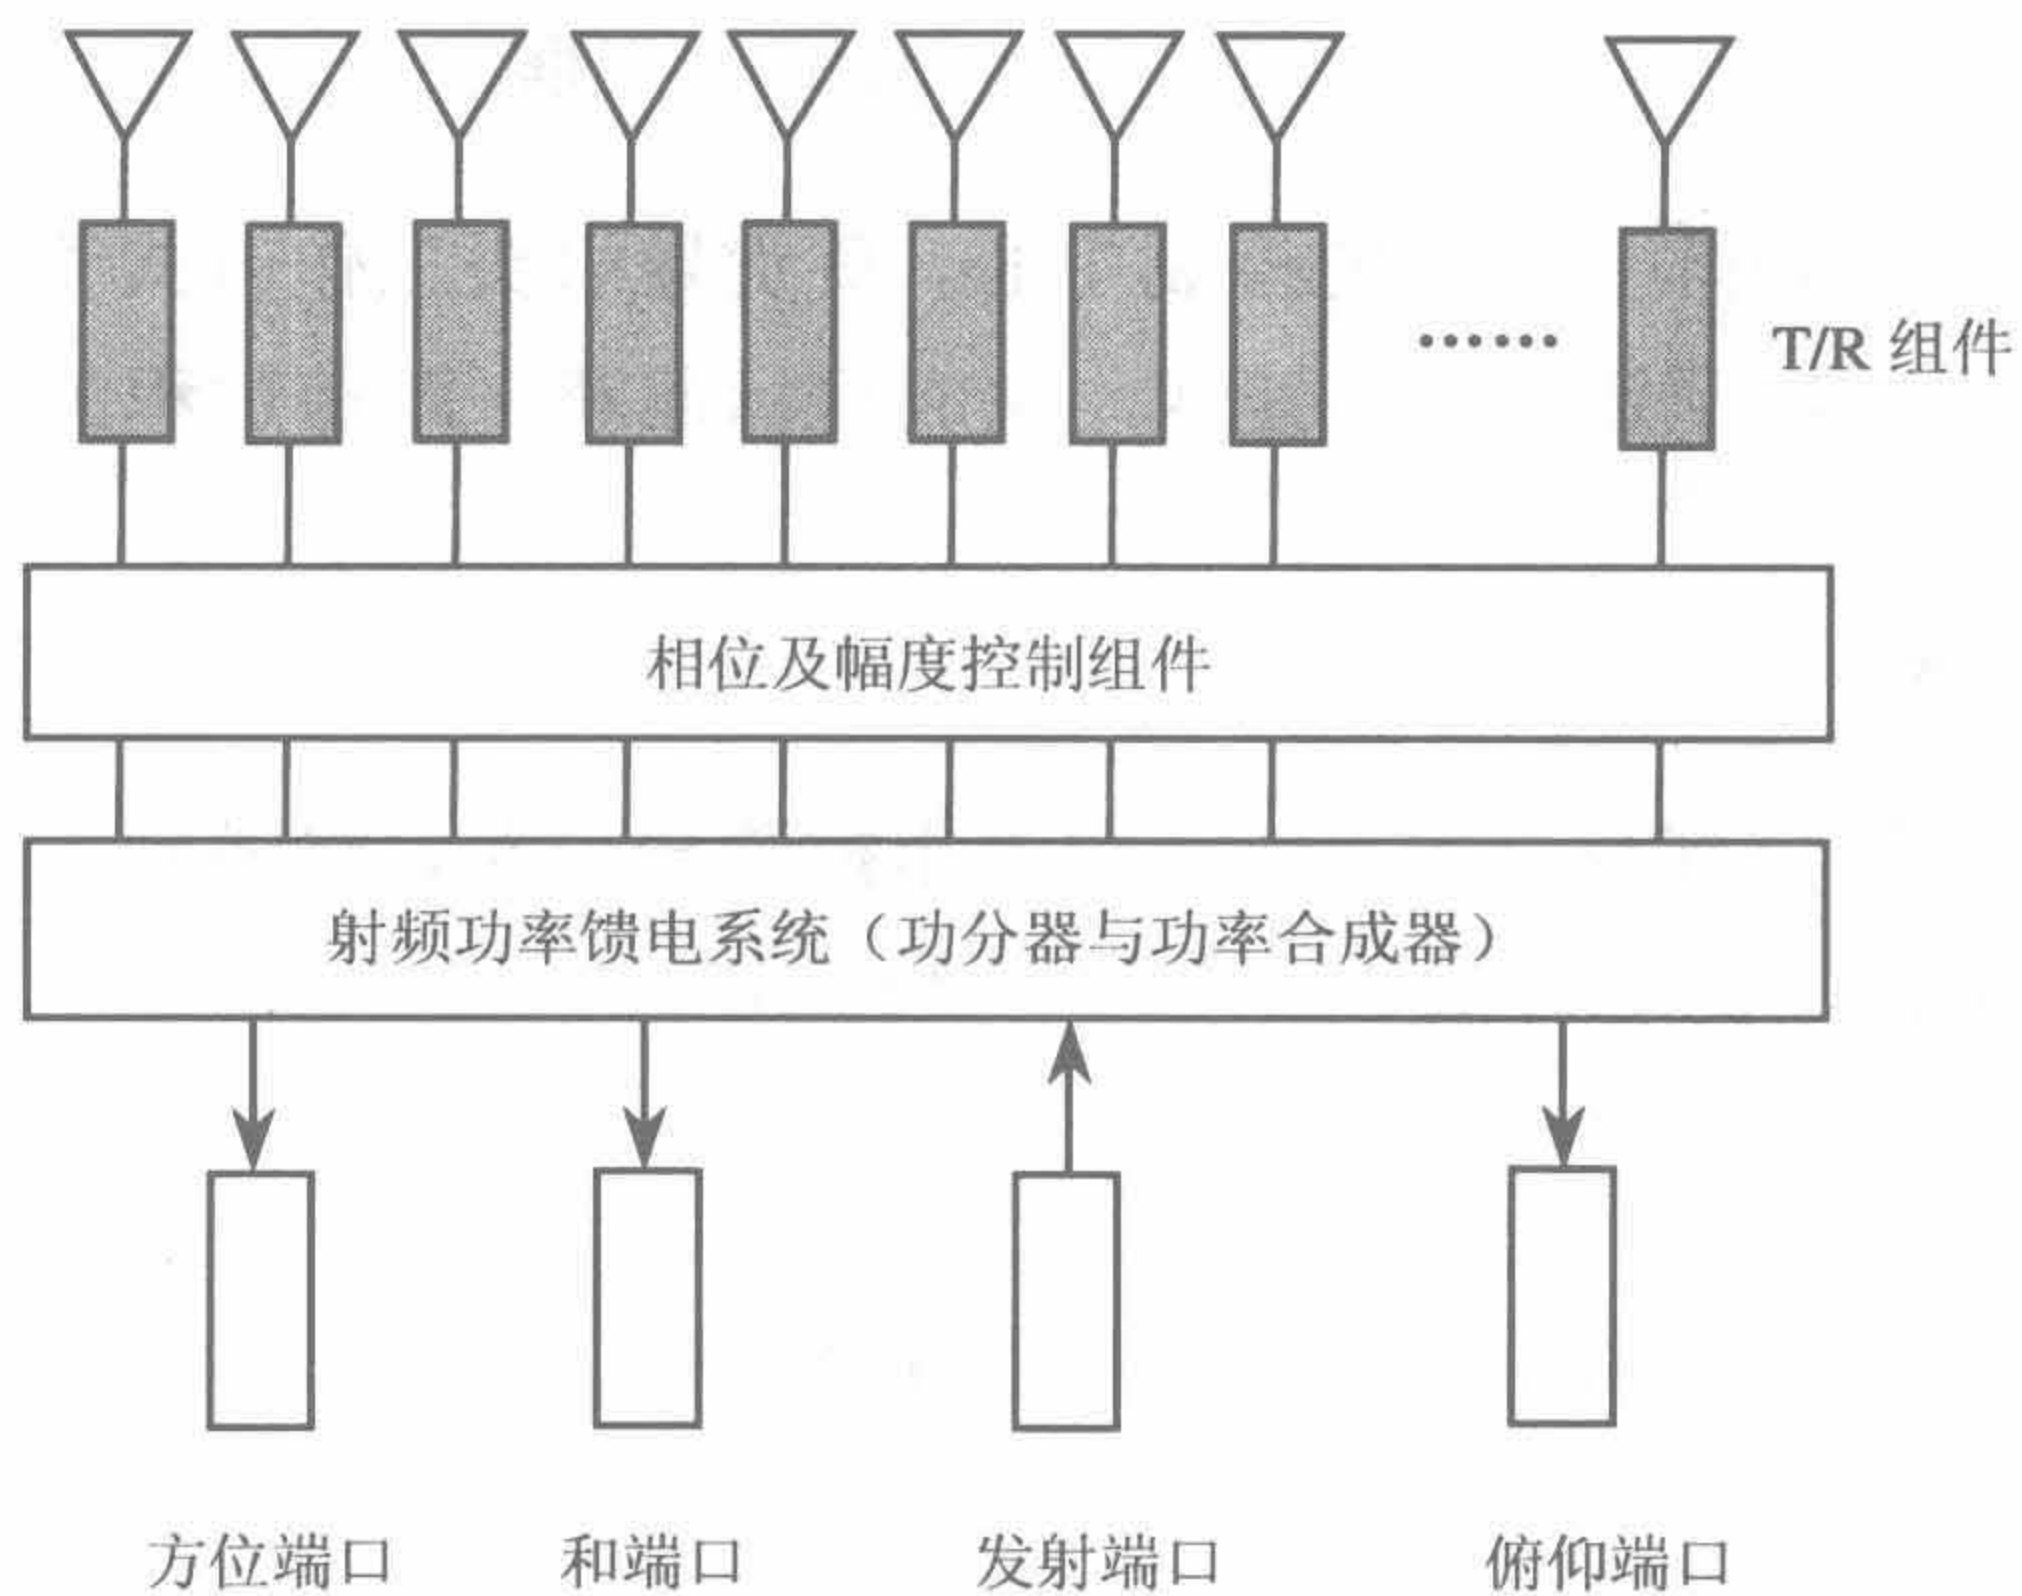 T/R 组件
相位及幅度控制组件
射频功率馈电系统（功分器与功率合成器）
方位端口
和端口
发射端口
俯仰端口